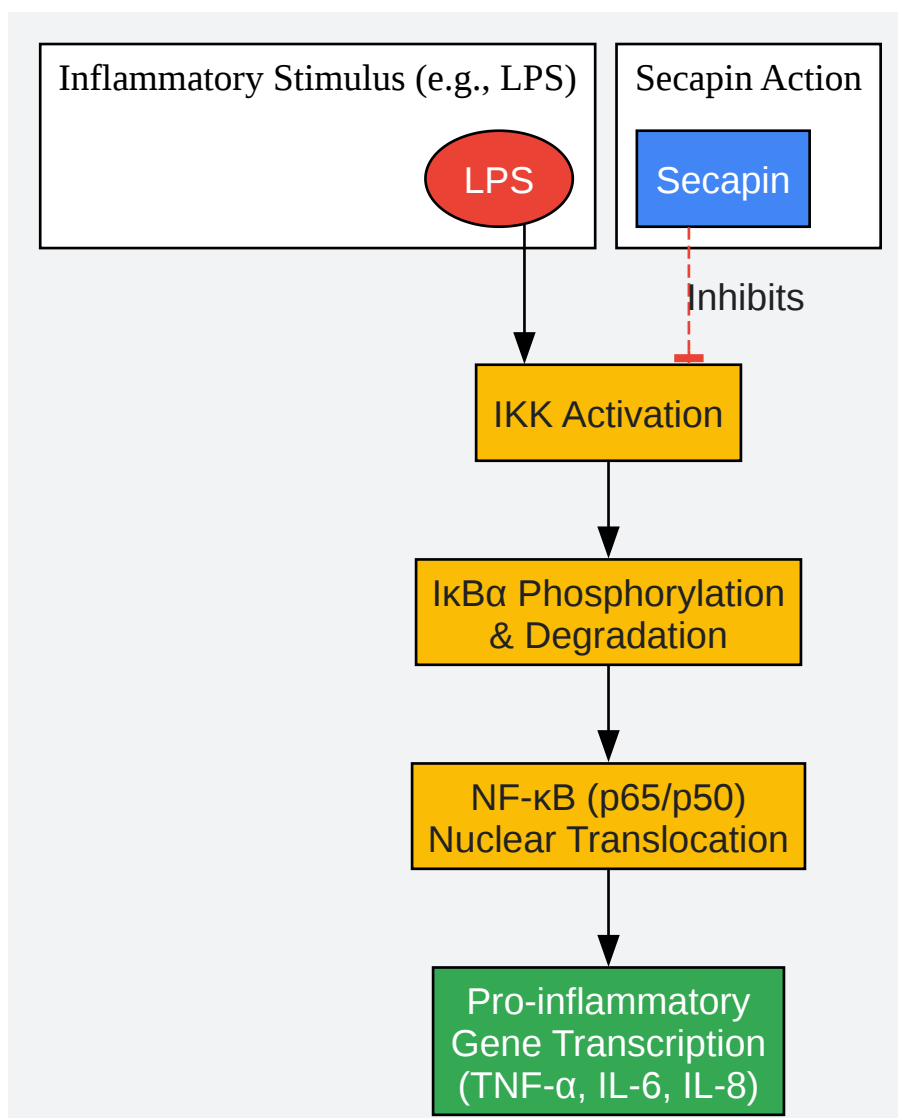 Inflammatory Stimulus (e.g., LPS)
Secapin Action
LPS
Secapin
Inhibits
IKK Activation
IκBα Phosphorylation
& Degradation
NF-κB (p65/p50)
Nuclear Translocation
Pro-inflammatory
Gene Transcription
(TNF-α, IL-6, IL-8)